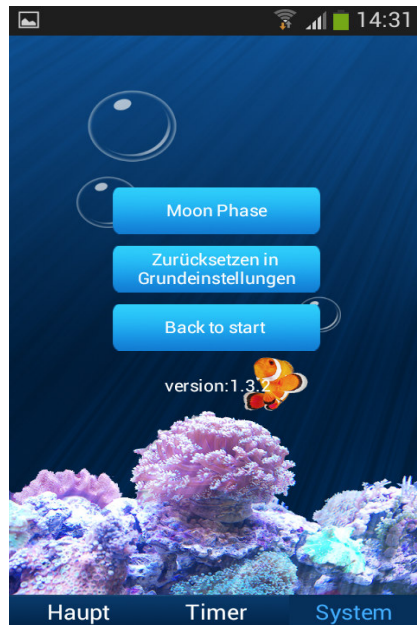 14:31
Moon Phase
Zurücksetzen in
Grundeinstellungen
Back to start
version:1.3.2
Haupt Timer System